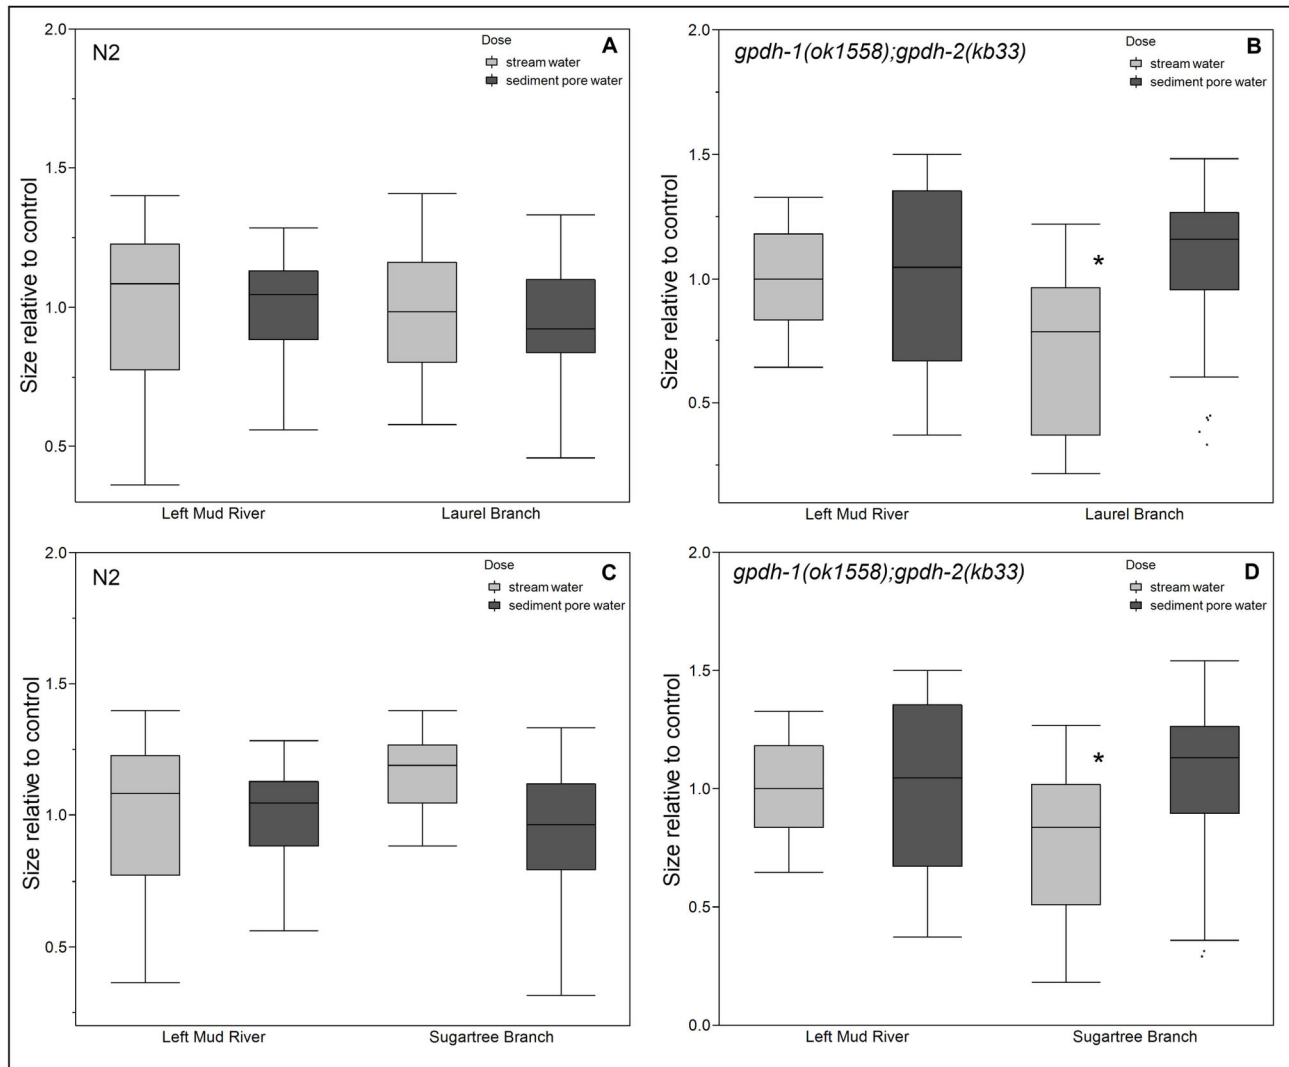 N2
A
Dose
stream water
sediment pore water
Size relative to control
2.0
1.5
1.0
0.5
Left Mud River
Laurel Branch
gpdh-1(ok1558);gpdh-2(kb33)
B
Dose
stream water
sediment pore water
Size relative to control
2.0
1.5
1.0
0.5
*
Left Mud River
Laurel Branch
N2
C
Dose
stream water
sediment pore water
Size relative to control
2.0
1.5
1.0
0.5
Left Mud River
Sugartree Branch
gpdh-1(ok1558);gpdh-2(kb33)
D
Dose
stream water
sediment pore water
Size relative to control
2.0
1.5
1.0
0.5
0.0
*
Left Mud River
Sugartree Branch